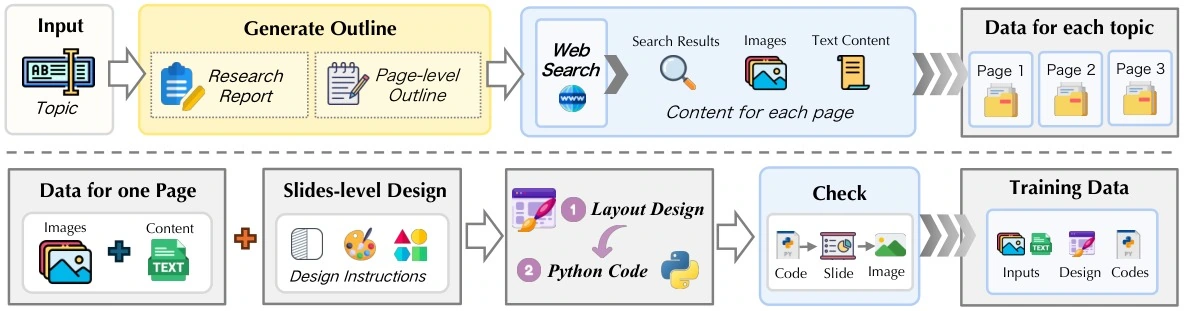 Input
AB
Topic
Generate Outline
Research
Report
Page-level
Outline
Web
Search
WWW
Search Results
Images
Text Content
Content for each page
Data for each topic
Page 1
Page 2
Page 3
Data for one Page
Images
Content
TEXT
Slides-level Design
Design Instructions
1 Layout Design
2 Python Code
Check
PY
Code
Slide
Image
Training Data
TEXT
PY
Inputs
Design
Codes